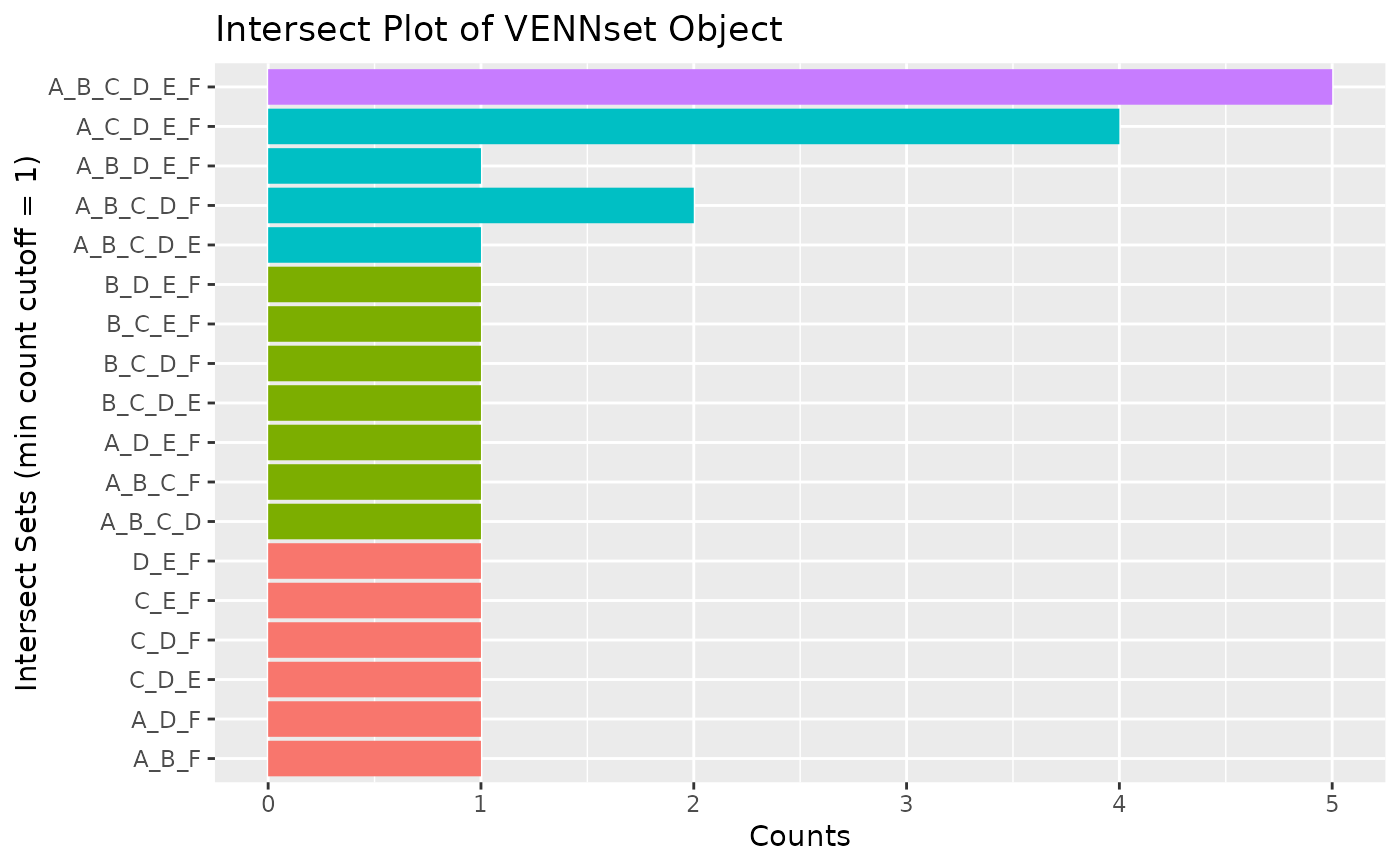 Intersect Plot of VENNset Object
Intersect Sets (min count cutoff = 1)
A_B_C_D_E_F
A_C_D_E_F
A_B_D_E_F
A_B_C_D_F
A_B_C_D_E
B_D_E_F
B_C_E_F
B_C_D_F
B_C_D_E
A_D_E_F
A_B_C_F
A_B_C_D
D_E_F
C_E_F
C_D_F
C_D_E
A_D_F
A_B_F
0 1 2 3 4 5
Counts